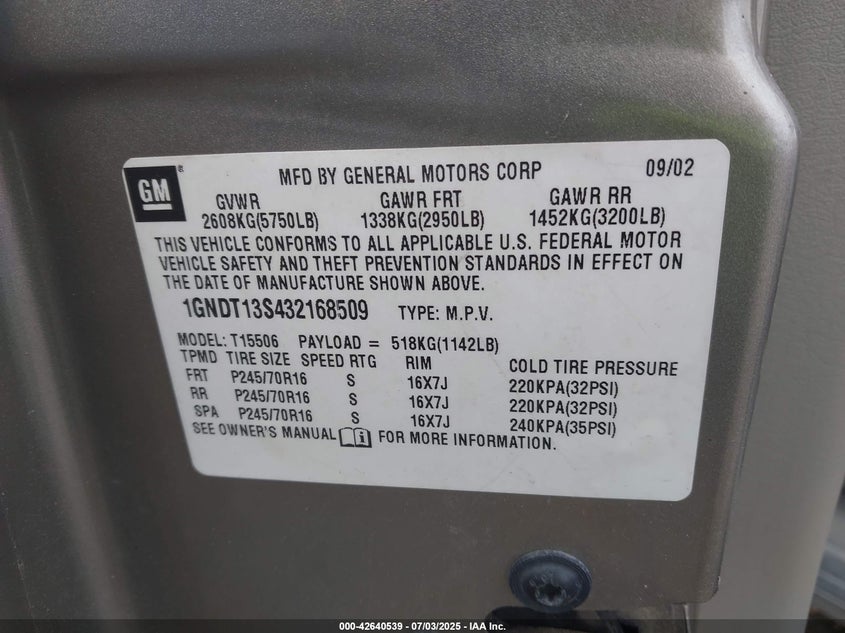 GM ®
MFD BY GENERAL MOTORS CORP 09/02
GVWR GAWR FRT GAWR RR
2608KG(5750LB) 1338KG(2950LB) 1452KG(3200LB)
THIS VEHICLE CONFORMS TO ALL APPLICABLE U.S. FEDERAL MOTOR
VEHICLE SAFETY AND THEFT PREVENTION STANDARDS IN EFFECT ON
THE DATE OF MANUFACTURE SHOWN ABOVE.
1GNDT13S432168509 TYPE: M.P.V.
MODEL: T15506 PAYLOAD = 518KG(1142LB)
TPMD TIRE SIZE SPEED RTG RIM COLD TIRE PRESSURE
FRT P245/70R16 S 16X7J 220KPA(32PSI)
RR P245/70R16 S 16X7J 220KPA(32PSI)
SPA P245/70R16 S 16X7J 240KPA(35PSI)
SEE OWNER'S MANUAL FOR MORE INFORMATION.
000-42640539 / 07/03/2025 - IAA Inc.